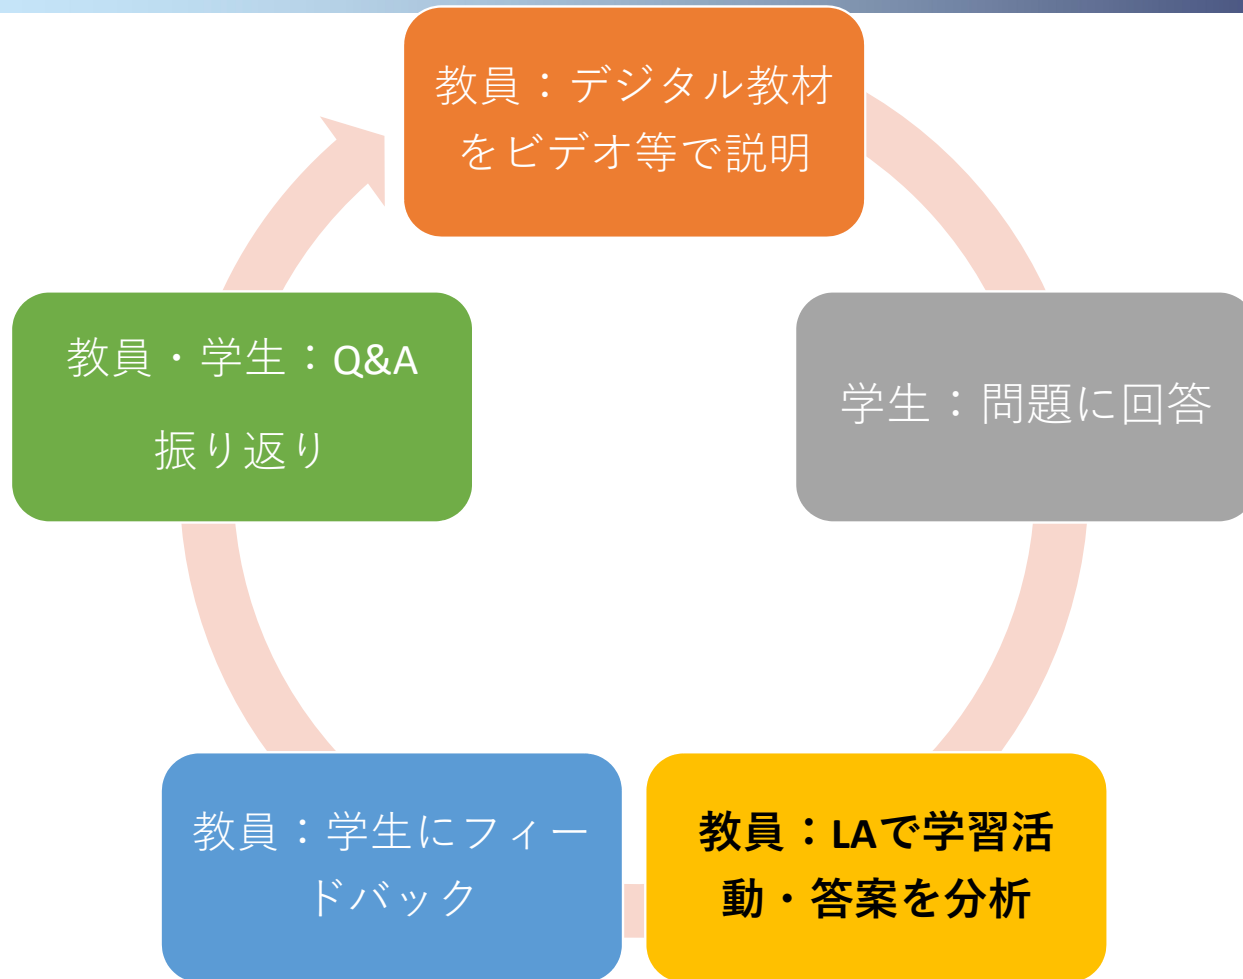 教員：デジタル教材
をビデオ等で説明
学生：問題に回答
教員：LAで学習活
動・答案を分析
教員：学生にフィー
ドバック
教員・学生：Q&A
振り返り